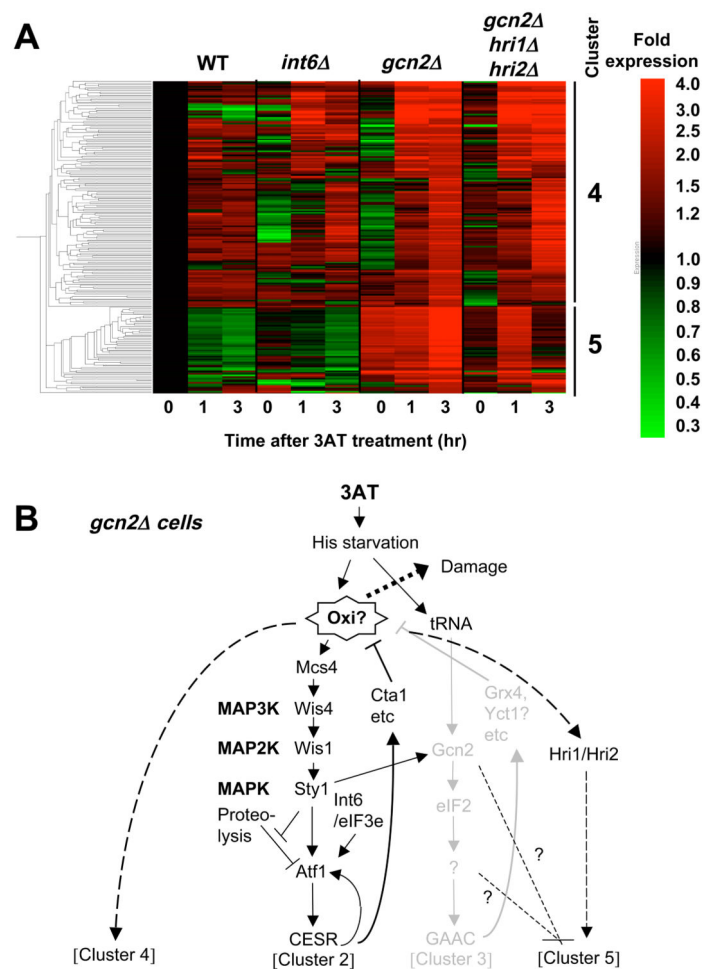 A
WT
int6Δ
gcn2Δ
gcn2Δ
hri1Δ
hri2Δ
Cluster
Fold
expression
4.0
3.0
2.5
2.0
1.5
1.2
1.0
0.9
0.8
0.7
0.6
0.5
0.4
0.3
Expression
4
5
0 1 3 0 1 3 0 1 3 0 1 3
Time after 3AT treatment (hr)
B
gcn2Δ cells
3AT
His starvation
Damage
Oxi?
tRNA
Mcs4
Cta1
etc
Grx4,
Yct1?
etc
MAP3K Wis4
MAP2K Wis1
Gcn2
Hri1/Hri2
MAPK Sty1
Proteo-
lysis
Int6
/eIF3e
eIF2
Atf1
?
?
?
CESR
GAAC
[Cluster 4]
[Cluster 2]
[Cluster 3]
[Cluster 5]